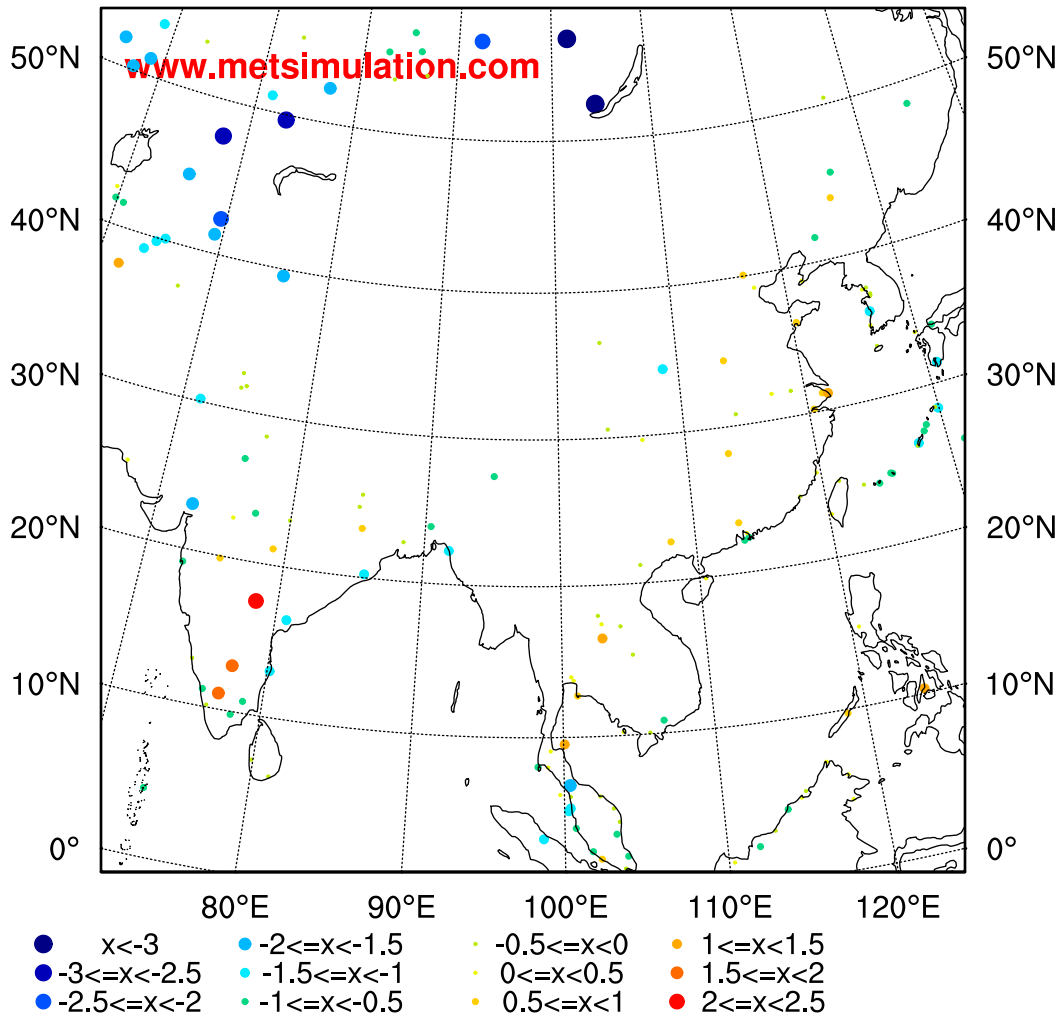 50°N 50°N
www.metsimulation.com
40°N 40°N
30°N 30°N
20°N 20°N
10°N 10°N
0° 0°
80°E 90°E 100°E 110°E 120°E
x<-3 -2<=x<-1.5 -0.5<=x<0 1<=x<1.5
-3<=x<-2.5 -1.5<=x<-1 0<=x<0.5 1.5<=x<2
-2.5<=x<-2 -1<=x<-0.5 0.5<=x<1 2<=x<2.5